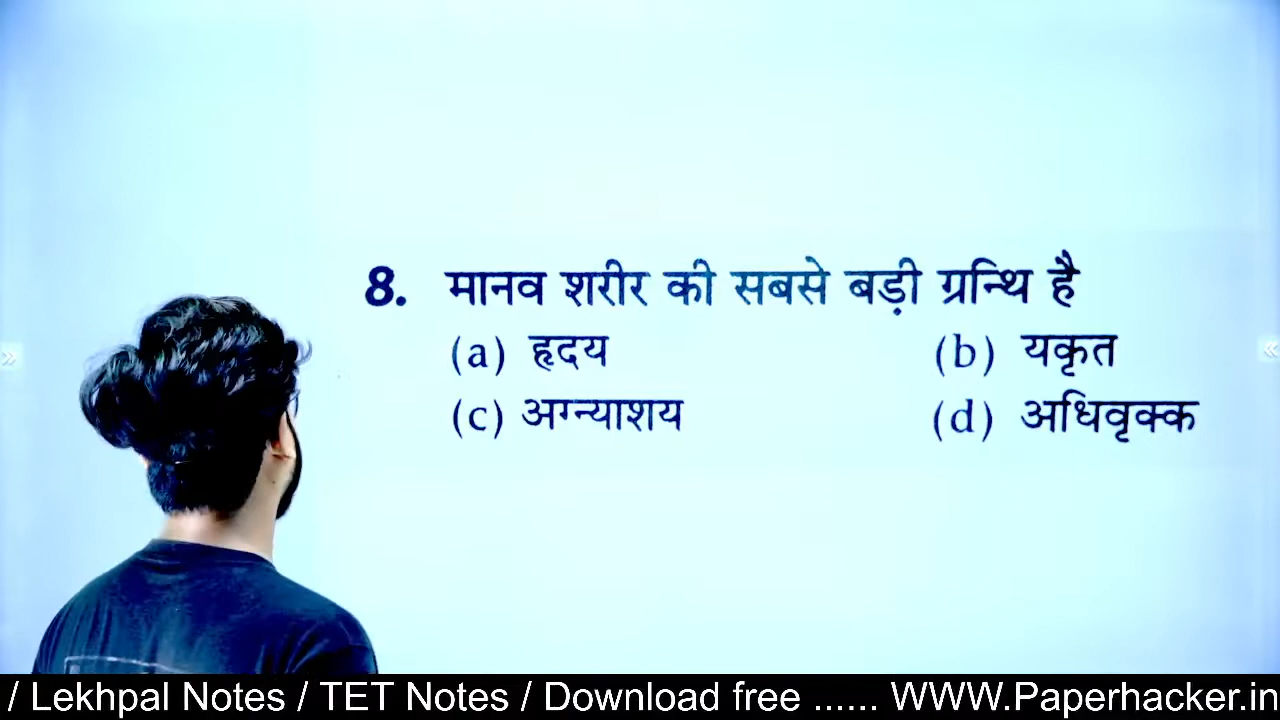 8. मानव शरीर की सबसे बड़ी ग्रन्थि है
(a) हृदय (b) यकृत
(c) अग्न्याशय (d) अधिवृक्क
/ Lekhpal Notes / TET Notes / Download free ...... WWW.Paperhacker.in